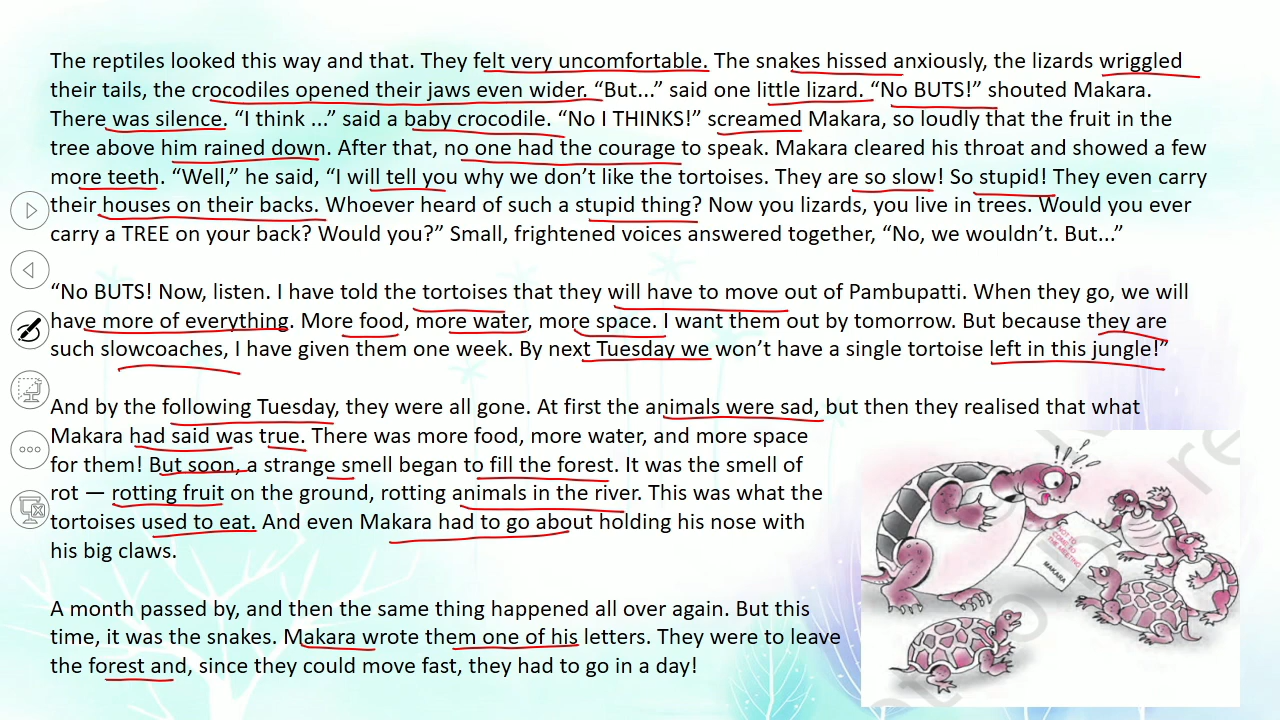 The reptiles looked this way and that. They felt very uncomfortable. The snakes hissed anxiously, the lizards wriggled
their tails, the crocodiles opened their jaws even wider. “But...” said one little lizard. “No BUTS!” shouted Makara.
There was silence. “I think ...” said a baby crocodile. “No I THINKS!” screamed Makara, so loudly that the fruit in the
tree above him rained down. After that, no one had the courage to speak. Makara cleared his throat and showed a few
more teeth. “Well,” he said, “I will tell you why we don’t like the tortoises. They are so slow! So stupid! They even carry
their houses on their backs. Whoever heard of such a stupid thing? Now you lizards, you live in trees. Would you ever
carry a TREE on your back? Would you?” Small, frightened voices answered together, “No, we wouldn’t. But...”
“No BUTS! Now, listen. I have told the tortoises that they will have to move out of Pambupatti. When they go, we will
have more of everything. More food, more water, more space. I want them out by tomorrow. But because they are
such slowcoaches, I have given them one week. By next Tuesday we won’t have a single tortoise left in this jungle!”
And by the following Tuesday, they were all gone. At first the animals were sad, but then they realised that what
Makara had said was true. There was more food, more water, and more space
for them! But soon, a strange smell began to fill the forest. It was the smell of
rot — rotting fruit on the ground, rotting animals in the river. This was what the
tortoises used to eat. And even Makara had to go about holding his nose with
his big claws.
A month passed by, and then the same thing happened all over again. But this
time, it was the snakes. Makara wrote them one of his letters. They were to leave
the forest and, since they could move fast, they had to go in a day!
NOT TO
COME TO
THE MEETING
MAKARA